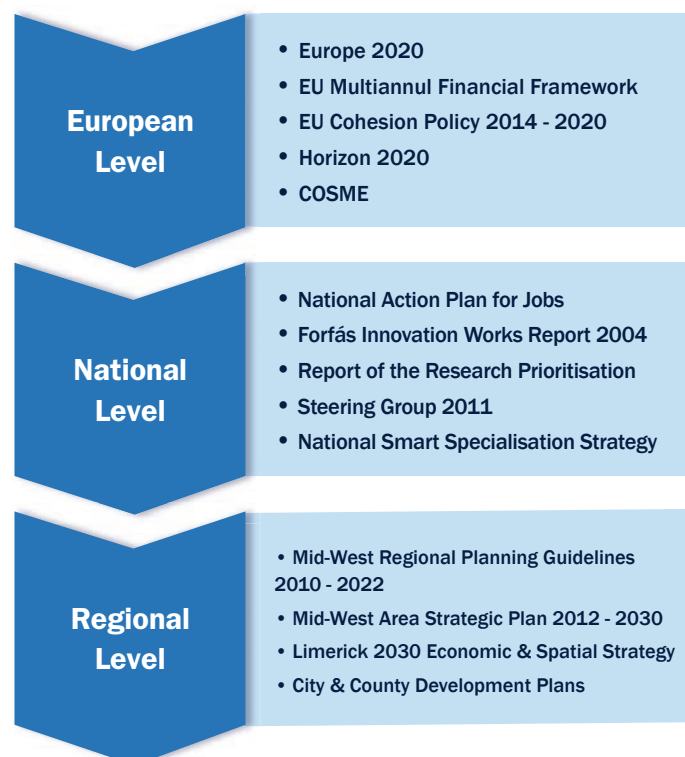 European
Level
• Europe 2020
• EU Multiannul Financial Framework
• EU Cohesion Policy 2014 - 2020
• Horizon 2020
• COSME
National
Level
• National Action Plan for Jobs
• Forfás Innovation Works Report 2004
• Report of the Research Prioritisation
• Steering Group 2011
• National Smart Specialisation Strategy
Regional
Level
• Mid-West Regional Planning Guidelines
2010 - 2022
• Mid-West Area Strategic Plan 2012 - 2030
• Limerick 2030 Economic & Spatial Strategy
• City & County Development Plans